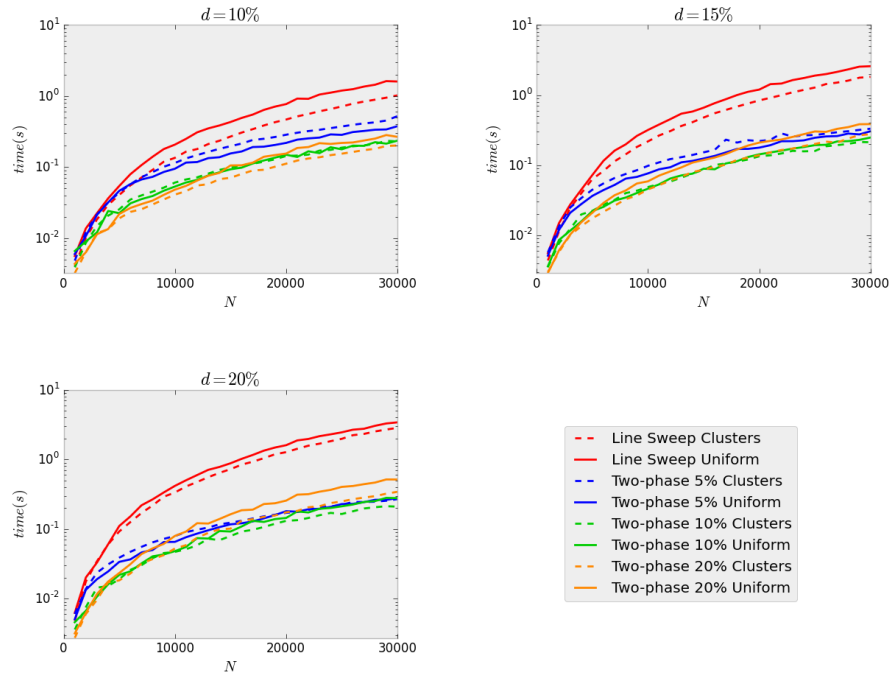 d = 10%
10^1
10^0
10^-1
10^-2
time(s)
0
10000
20000
30000
N
d = 15%
10^1
10^0
10^-1
10^-2
time(s)
0
10000
20000
30000
N
d = 20%
10^1
10^0
10^-1
10^-2
time(s)
0
10000
20000
30000
N
Line Sweep Clusters
Line Sweep Uniform
Two-phase 5% Clusters
Two-phase 5% Uniform
Two-phase 10% Clusters
Two-phase 10% Uniform
Two-phase 20% Clusters
Two-phase 20% Uniform